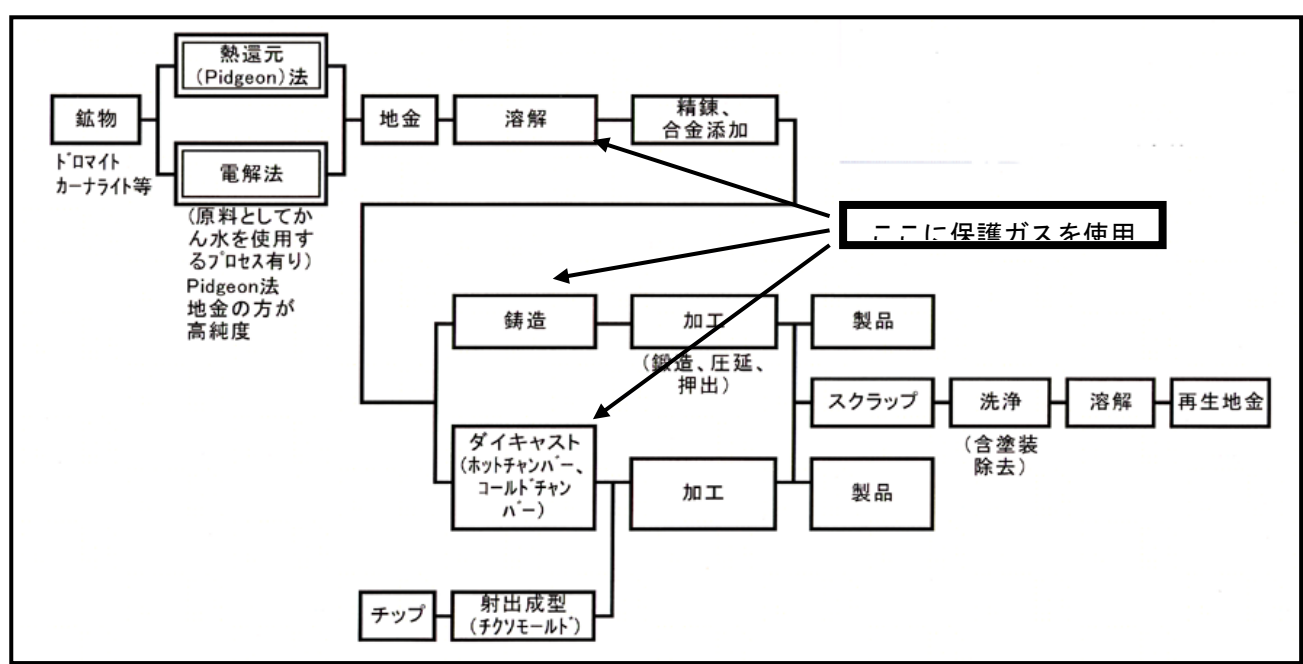 熱還元
(Pidgeon)法
鉱物
地金
溶解
精錬、
合金添加
ﾄﾞﾛﾏｲﾄ
ｶｰﾅﾗｲﾄ等
電解法
(原料としてか
ん水を使用す
るﾌﾟﾛｾｽ有り)
Pidgeon法
地金の方が
高純度
ここに保護ガスを使用
鋳造
加工
製品
(鍛造、圧延、
押出)
スクラップ
洗浄
溶解
再生地金
(含塗装
除去)
ダイキャスト
(ﾎｯﾄﾁｬﾝﾊﾞｰ、
ｺｰﾙﾄﾞﾁｬﾝ
ﾊﾞｰ)
加工
製品
チップ
射出成型
(ﾁｸｿﾓｰﾙﾄﾞ)